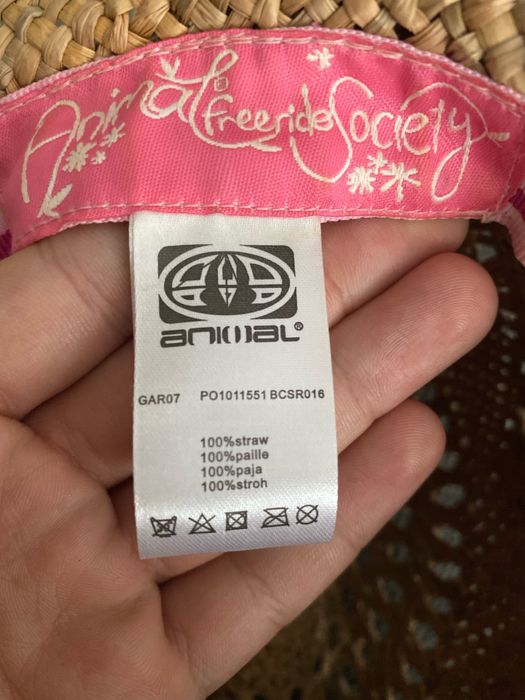 Animal freeride Society
animal®
GAR07 PO1011551 BCSR016
100%straw
100%paille
100%paja
100%stroh